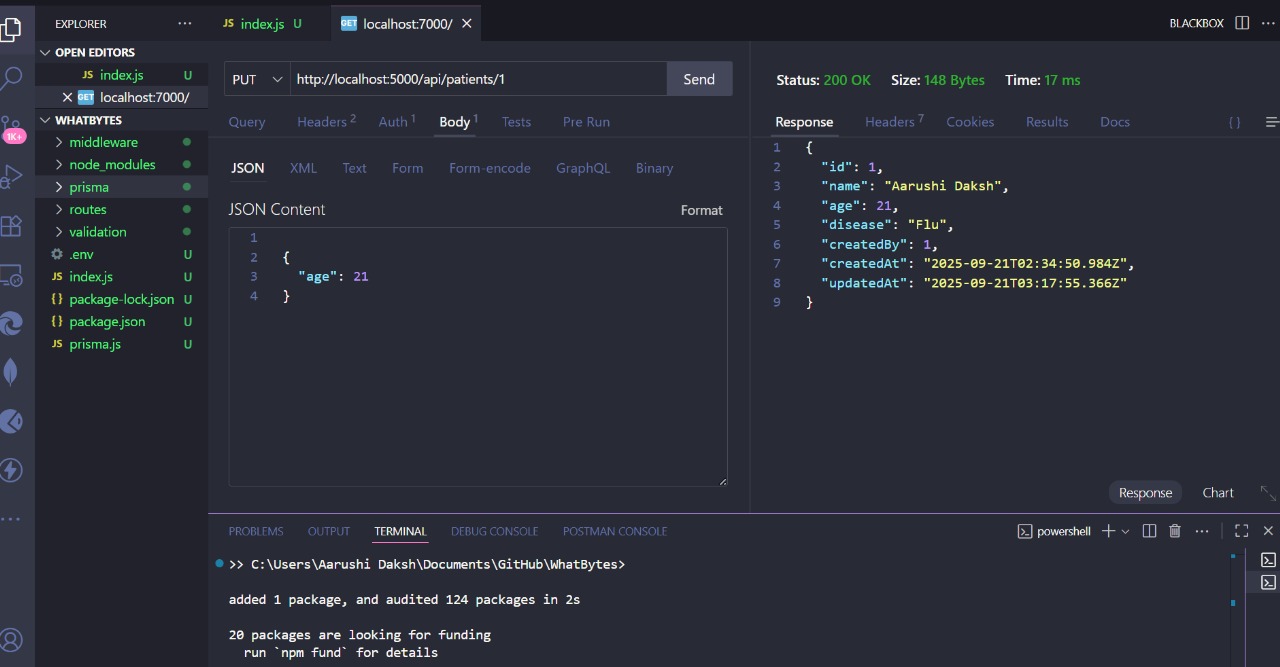 EXPLORER ··· JS index.js U GET localhost:7000/ × BLACKBOX ···
OPEN EDITORS
JS index.js U
× GET localhost:7000/
WHATBYTES
1K+
middleware
node_modules
prisma
routes
validation
.env U
JS index.js U
{} package-lock.json U
{} package.json U
JS prisma.js U
PUT http://localhost:5000/api/patients/1 Send
Query Headers 2 Auth 1 Body 1 Tests Pre Run
JSON XML Text Form Form-encode GraphQL Binary
JSON Content Format
1
2 {
3 "age": 21
4 }
Status: 200 OK Size: 148 Bytes Time: 17 ms
Response Headers 7 Cookies Results Docs { }
1 {
2 "id": 1,
3 "name": "Aarushi Daksh",
4 "age": 21,
5 "disease": "Flu",
6 "createdBy": 1,
7 "createdAt": "2025-09-21T02:34:50.984Z",
8 "updatedAt": "2025-09-21T03:17:55.366Z"
9 }
Response Chart
PROBLEMS OUTPUT TERMINAL DEBUG CONSOLE POSTMAN CONSOLE powershell ···
>> C:\Users\Aarushi Daksh\Documents\GitHub\WhatBytes>
added 1 package, and audited 124 packages in 2s
20 packages are looking for funding
run `npm fund` for details